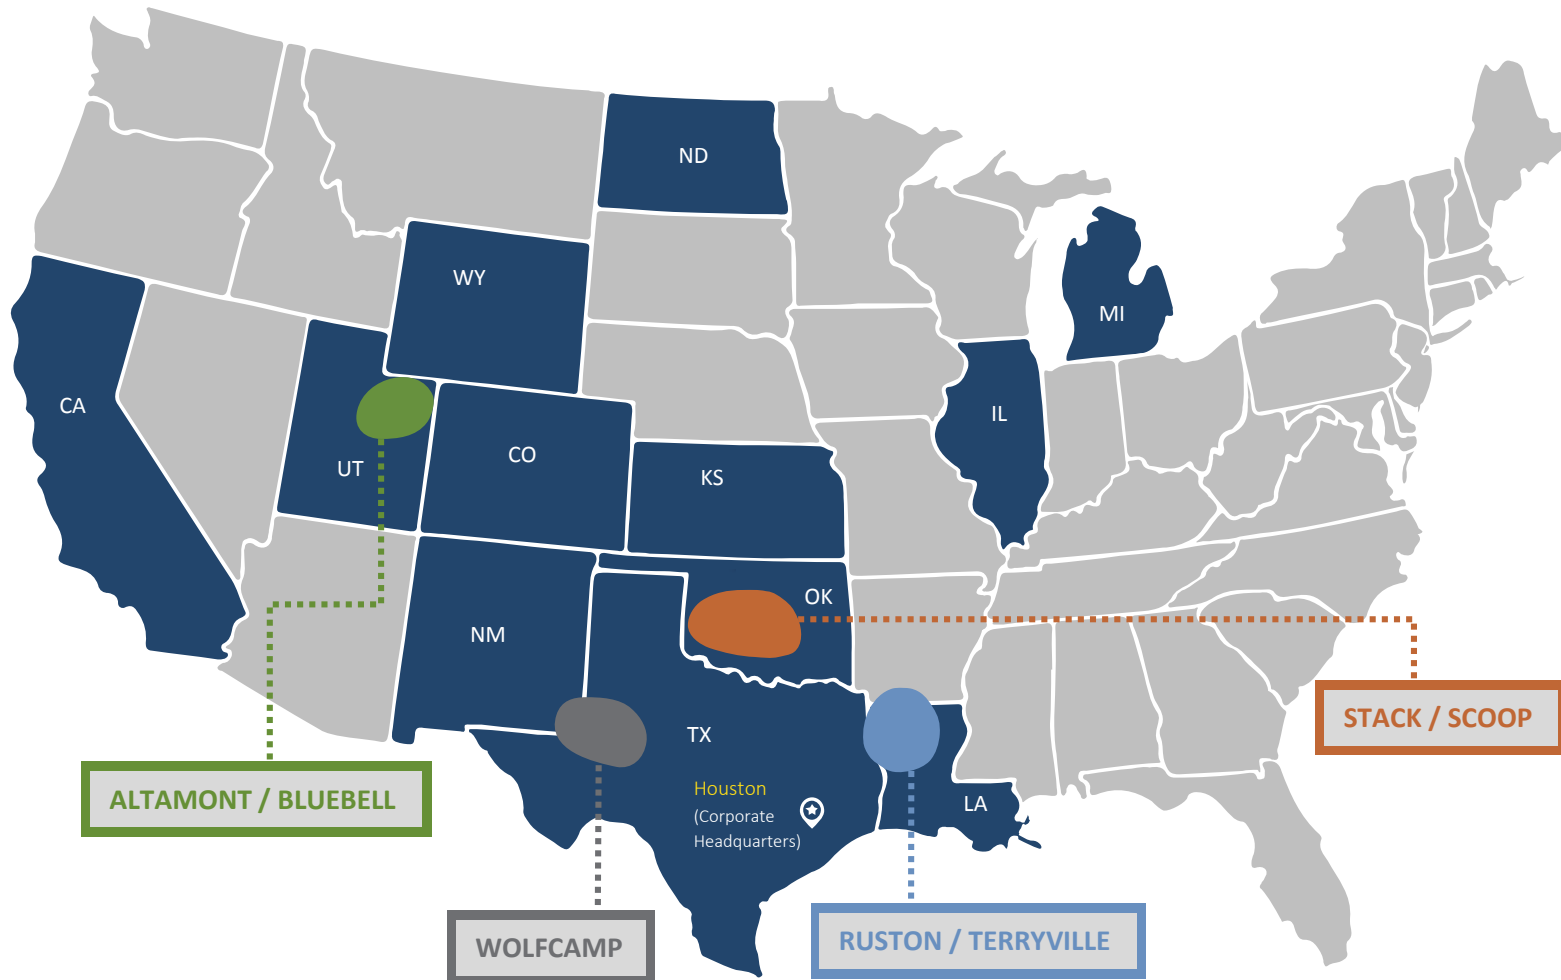 ND
WY
MI
CA
IL
UT
CO
KS
OK
NM
STACK / SCOOP
TX
ALTAMONT / BLUEBELL
Houston
(Corporate
Headquarters)
LA
WOLFCAMP
RUSTON / TERRYVILLE